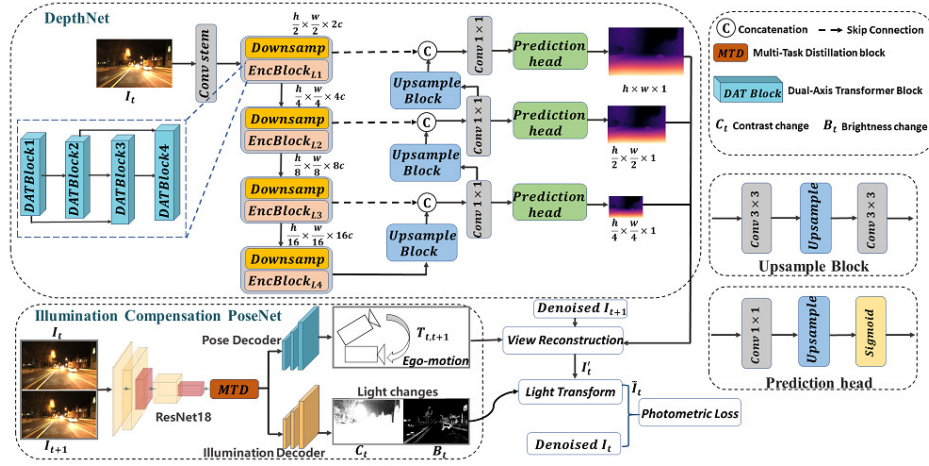 DepthNet
I_t
Conv stem
h/2 × w/2 × 2c
Downsamp
EncBlock_L1
h/4 × w/4 × 4c
Downsamp
EncBlock_L2
h/8 × w/8 × 8c
Downsamp
EncBlock_L3
h/16 × w/16 × 16c
Downsamp
EncBlock_L4
DATBlock1
DATBlock2
DATBlock3
DATBlock4
C
Conv 1 × 1
Prediction head
h × w × 1
Upsample Block
C
Conv 1 × 1
Prediction head
h/2 × w/2 × 1
Upsample Block
C
Conv 1 × 1
Prediction head
h/4 × w/4 × 1
Upsample Block
C Concatenation
Skip Connection
MTD Multi-Task Distillation block
DAT Block Dual-Axis Transformer Block
C_t Contrast change
B_t Brightness change
Conv 3 × 3
Upsample
Conv 3 × 3
Upsample Block
Conv 1 × 1
Upsample
Sigmoid
Prediction head
Illumination Compensation PoseNet
I_t
I_{t+1}
ResNet18
MTD
Pose Decoder
T_{t,t+1}
Ego-motion
Illumination Decoder
Light changes
C_t
B_t
Denoised I_{t+1}
View Reconstruction
I′_t
Light Transform
Ĩ_t
Photometric Loss
Denoised I_t